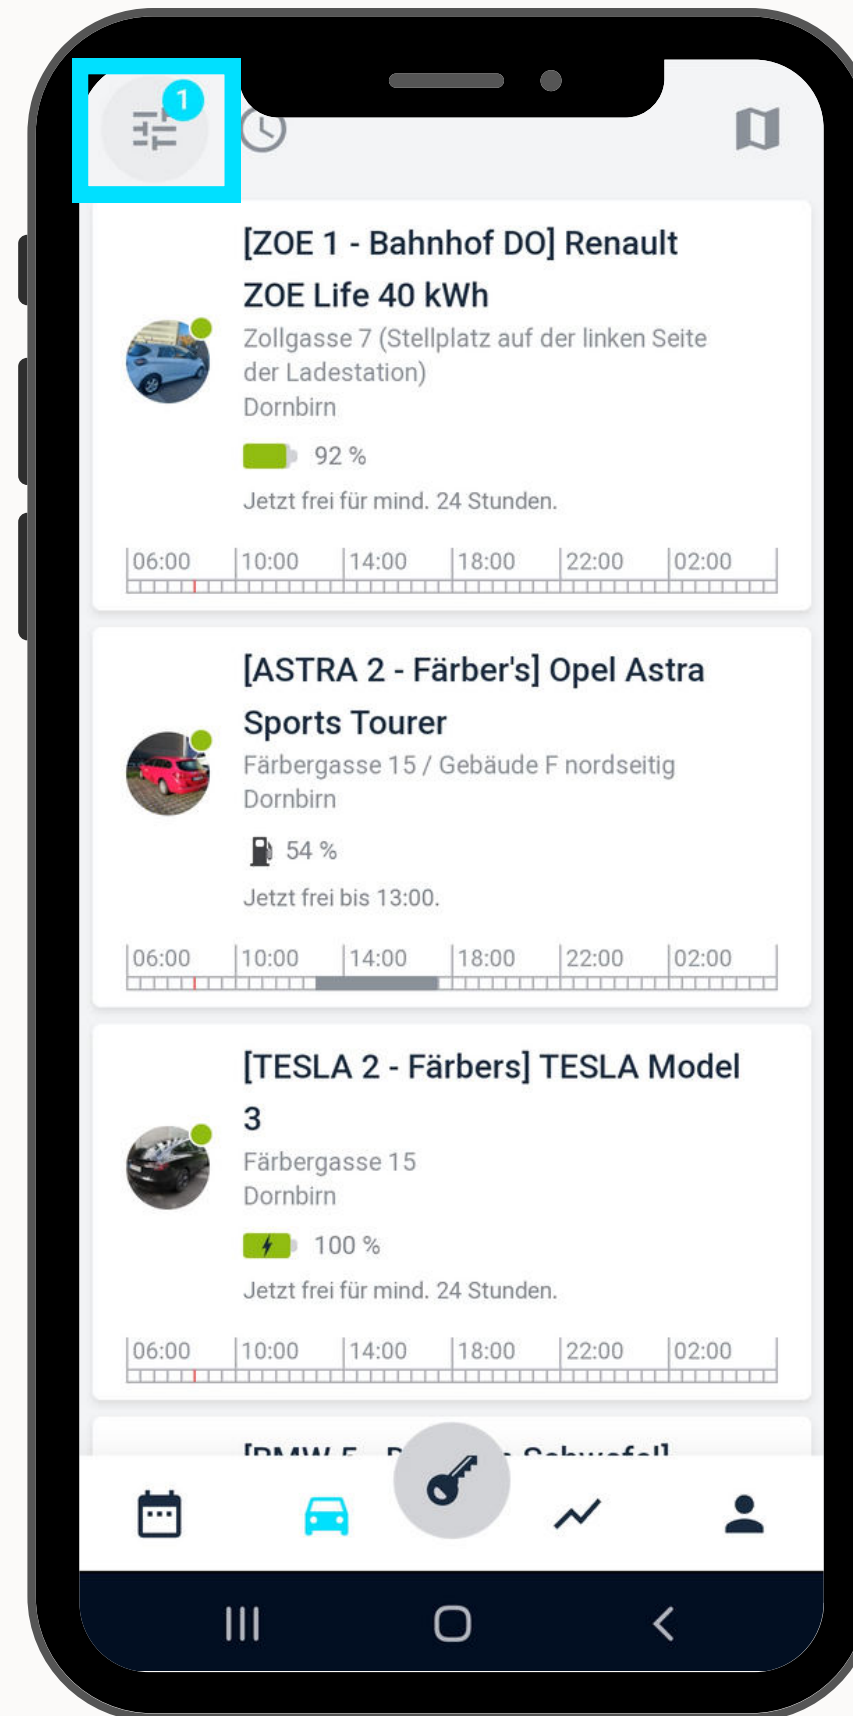 1
[ZOE 1 - Bahnhof DO] Renault
ZOE Life 40 kWh
Zollgasse 7 (Stellplatz auf der linken Seite
der Ladestation)
Dornbirn
92 %
Jetzt frei für mind. 24 Stunden.
06:00 10:00 14:00 18:00 22:00 02:00
[ASTRA 2 - Färber's] Opel Astra
Sports Tourer
Färbergasse 15 / Gebäude F nordseitig
Dornbirn
54 %
Jetzt frei bis 13:00.
06:00 10:00 14:00 18:00 22:00 02:00
[TESLA 2 - Färbers] TESLA Model
3
Färbergasse 15
Dornbirn
100 %
Jetzt frei für mind. 24 Stunden.
06:00 10:00 14:00 18:00 22:00 02:00
[BMW 5 -